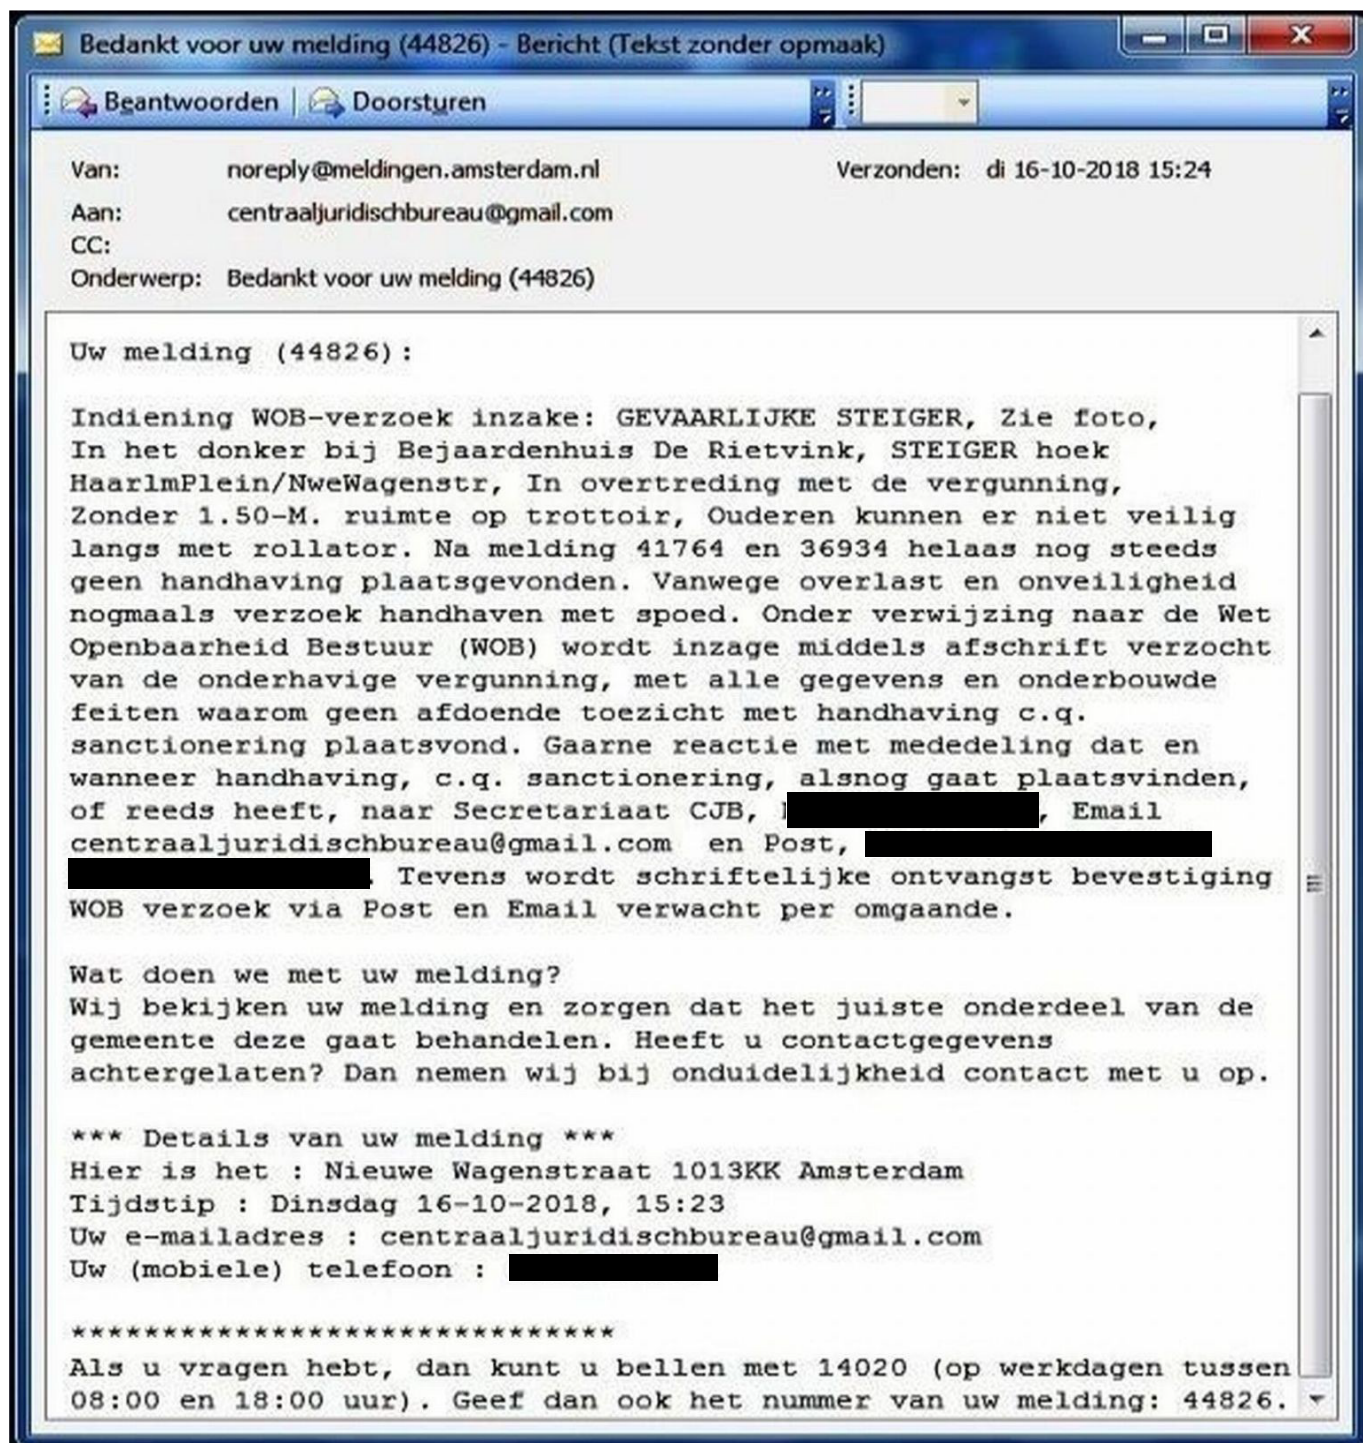 Bedankt voor uw melding (44826) - Bericht (Tekst zonder opmaak)
Beantwoorden | Doorsturen
Van: noreply@meldingen.amsterdam.nl Verzonden: di 16-10-2018 15:24
Aan: centraaljuridischbureau@gmail.com
CC:
Onderwerp: Bedankt voor uw melding (44826)
Uw melding (44826):
Indiening WOB-verzoek inzake: GEVAARLIJKE STEIGER, Zie foto,
In het donker bij Bejaardenhuis De Rietvink, STEIGER hoek
HaarlmPlein/NweWagenstr, In overtreding met de vergunning,
Zonder 1.50-M. ruimte op trottoir, Ouderen kunnen er niet veilig
langs met rollator. Na melding 41764 en 36934 helaas nog steeds
geen handhaving plaatsgevonden. Vanwege overlast en onveiligheid
nogmaals verzoek handhaven met spoed. Onder verwijzing naar de Wet
Openbaarheid Bestuur (WOB) wordt inzage middels afschrift verzocht
van de onderhavige vergunning, met alle gegevens en onderbouwde
feiten waarom geen afdoende toezicht met handhaving c.q.
sanctionering plaatsvond. Gaarne reactie met mededeling dat en
wanneer handhaving, c.q. sanctionering, alsnog gaat plaatsvinden,
of reeds heeft, naar Secretariaat CJB, , Email
centraaljuridischbureau@gmail.com en Post,
. Tevens wordt schriftelijke ontvangst bevestiging
WOB verzoek via Post en Email verwacht per omgaande.
Wat doen we met uw melding?
Wij bekijken uw melding en zorgen dat het juiste onderdeel van de
gemeente deze gaat behandelen. Heeft u contactgegevens
achtergelaten? Dan nemen wij bij onduidelijkheid contact met u op.
*** Details van uw melding ***
Hier is het : Nieuwe Wagenstraat 1013KK Amsterdam
Tijdstip : Dinsdag 16-10-2018, 15:23
Uw e-mailadres : centraaljuridischbureau@gmail.com
Uw (mobiele) telefoon :
******************************
Als u vragen hebt, dan kunt u bellen met 14020 (op werkdagen tussen
08:00 en 18:00 uur). Geef dan ook het nummer van uw melding: 44826.